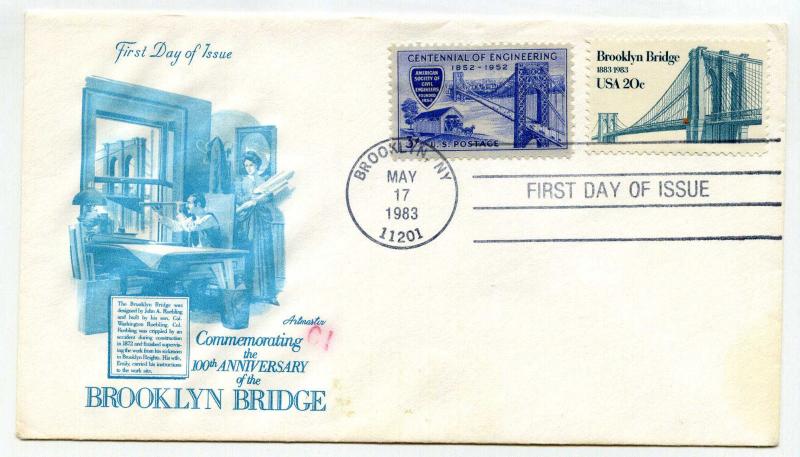 First Day of Issue
CENTENNIAL OF ENGINEERING
1852-1952
AMERICAN
SOCIETY OF
CIVIL
ENGINEERS
FOUNDED
1852
3¢ U.S. POSTAGE
Brooklyn Bridge
1883 1983
USA 20c
BROOKLYN, NY
MAY
17
1983
11201
FIRST DAY OF ISSUE
The Brooklyn Bridge was
designed by John A. Roebling
and built by his son, Col.
Washington Roebling. Col.
Roebling was crippled by an
accident during construction
in 1872 and finished supervis-
ing the work from his sickroom
in Brooklyn Heights. His wife,
Emily, carried his instructions
to the work site.
Artmaster
Commemorating
the
100th ANNIVERSARY
of the
BROOKLYN BRIDGE